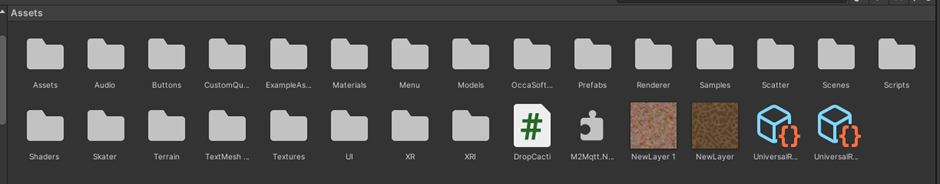 Assets
Assets Audio Buttons CustomQu... ExampleAs... Materials Menu Models OccaSoft... Prefabs Renderer Samples Scatter Scenes Scripts
Shaders Skater Terrain TextMesh ... Textures UI XR XRI DropCacti M2Mqtt.N... NewLayer 1 NewLayer UniversalR... UniversalR...